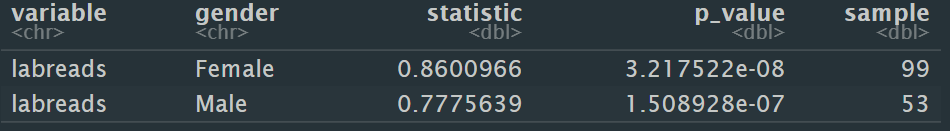 variable gender statistic p_value sample
<chr> <chr> <dbl> <dbl> <dbl>
labreads Female 0.8600966 3.217522e-08 99
labreads Male 0.7775639 1.508928e-07 53